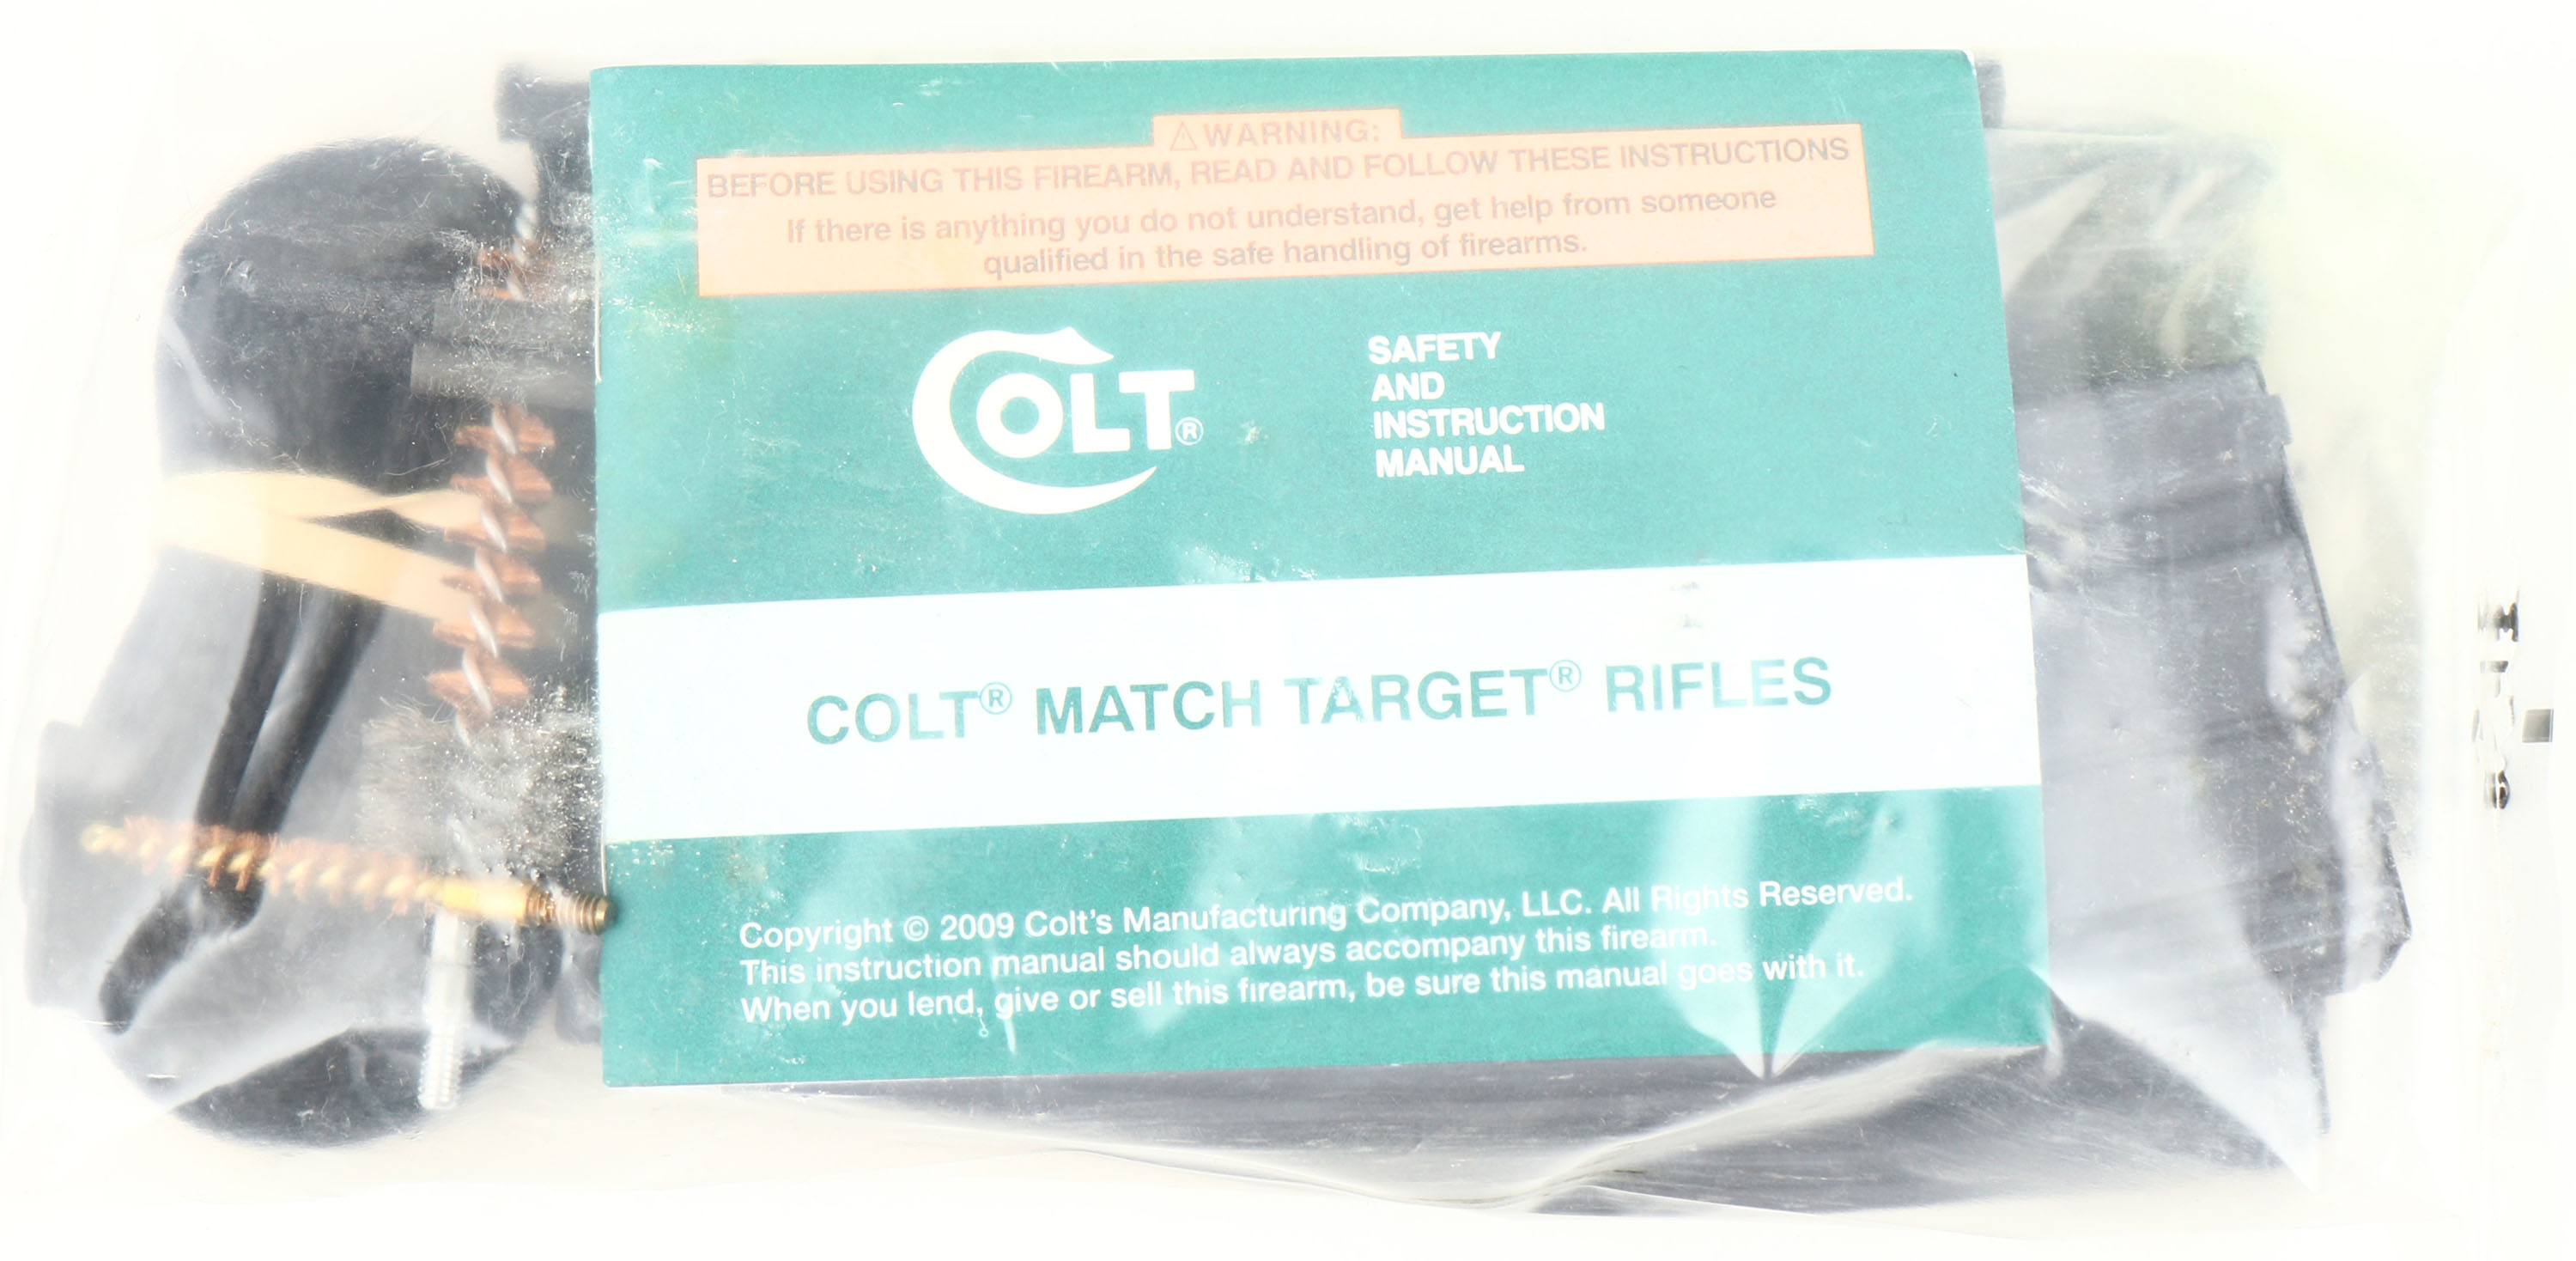 ⚠WARNING:
BEFORE USING THIS FIREARM, READ AND FOLLOW THESE INSTRUCTIONS
If there is anything you do not understand, get help from someone
qualified in the safe handling of firearms.
COLT®
SAFETY
AND
INSTRUCTION
MANUAL
COLT® MATCH TARGET® RIFLES
Copyright © 2009 Colt's Manufacturing Company, LLC. All Rights Reserved.
This instruction manual should always accompany this firearm.
When you lend, give or sell this firearm, be sure this manual goes with it.